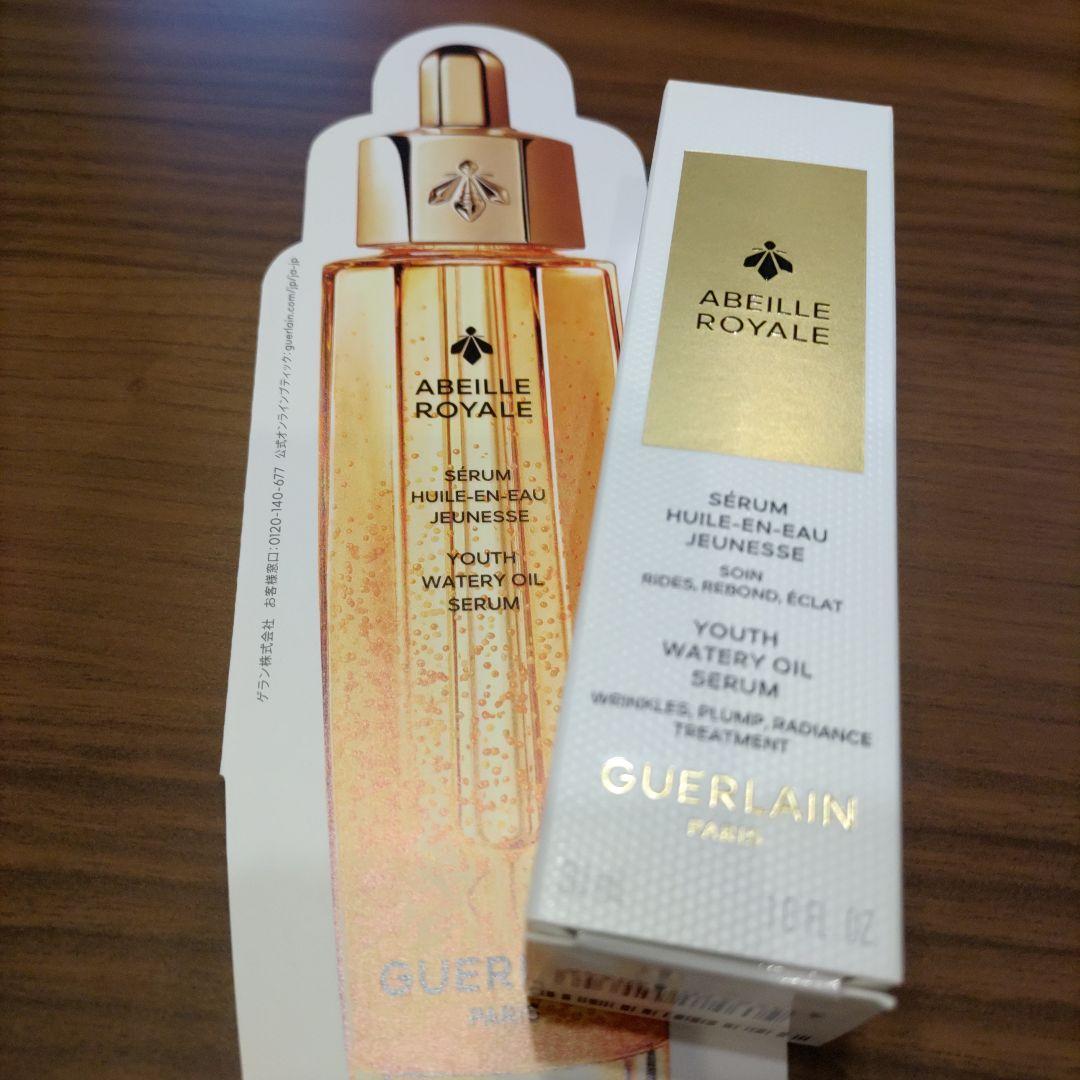 ゲラン株式会社 お客様窓口:0120-140-677 公式オンラインブティック:guerlain.com/jp/ja-jp
ABEILLE
ROYALE
SÉRUM
HUILE-EN-EAU
JEUNESSE
YOUTH
WATERY OIL
SERUM
PARIS
ABEILLE
ROYALE
SÉRUM
HUILE-EN-EAU
JEUNESSE
SOIN
RIDES, REBOND, ÉCLAT
YOUTH
WATERY OIL
SERUM
WRINKLES, PLUMP, RADIANCE
TREATMENT
GUERLAIN
PARIS
FL OZ